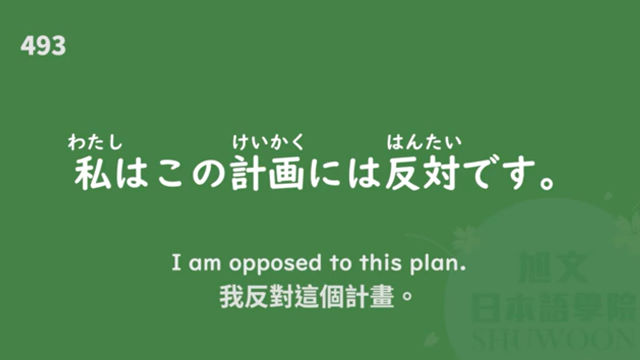 493
わたし けいかく はんたい
私はこの計画には反対です。
I am opposed to this plan.
我反對這個計畫。
旭文
日本語學院
SHUWOON